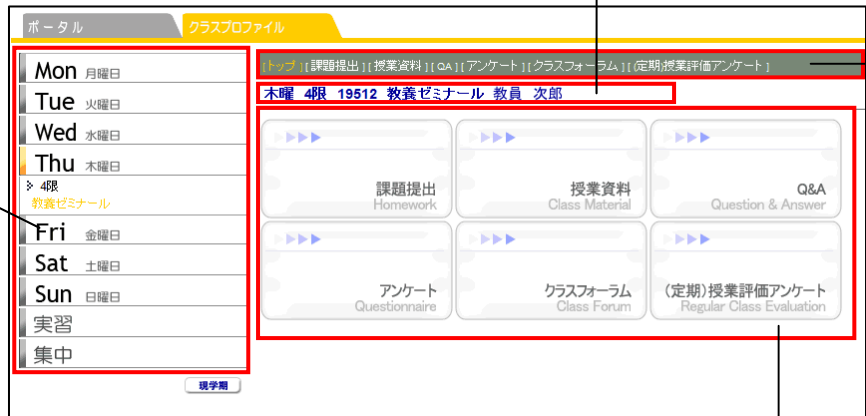 ポータル
クラスプロファイル
Mon 月曜日
Tue 火曜日
Wed 水曜日
Thu 木曜日
4限
教養ゼミナール
Fri 金曜日
Sat 土曜日
Sun 日曜日
実習
集中
現学期
[トップ][課題提出][授業資料][QA][アンケート][クラスフォーラム][(定期)授業評価アンケート]
木曜 4限 19512 教養ゼミナール 教員 次郎
課題提出
Homework
授業資料
Class Material
Q&A
Question & Answer
アンケート
Questionnaire
クラスフォーラム
Class Forum
(定期)授業評価アンケート
Regular Class Evaluation